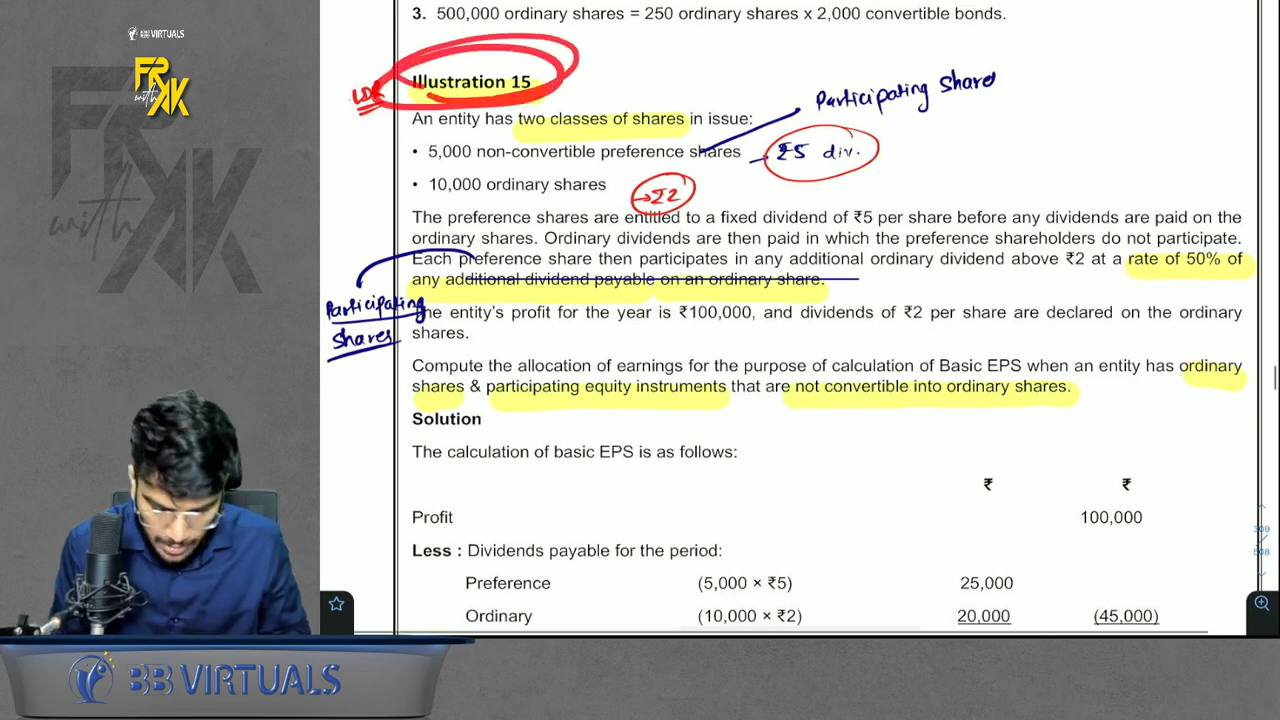 3. 500,000 ordinary shares = 250 ordinary shares x 2,000 convertible bonds.
BB VIRTUALS
FR
with AK
Illustration 15
LDR
Participating Share
An entity has two classes of shares in issue:
• 5,000 non-convertible preference shares
₹5 div.
• 10,000 ordinary shares
→₹2
The preference shares are entitled to a fixed dividend of ₹5 per share before any dividends are paid on the
ordinary shares. Ordinary dividends are then paid in which the preference shareholders do not participate.
Each preference share then participates in any additional ordinary dividend above ₹2 at a rate of 50% of
any additional dividend payable on an ordinary share.
Participating
Shares
The entity's profit for the year is ₹100,000, and dividends of ₹2 per share are declared on the ordinary
shares.
Compute the allocation of earnings for the purpose of calculation of Basic EPS when an entity has ordinary
shares & participating equity instruments that are not convertible into ordinary shares.
Solution
The calculation of basic EPS is as follows:
₹ ₹
Profit 100,000
Less : Dividends payable for the period:
Preference (5,000 × ₹5) 25,000
Ordinary (10,000 × ₹2) 20,000 (45,000)
309
508
BB VIRTUALS